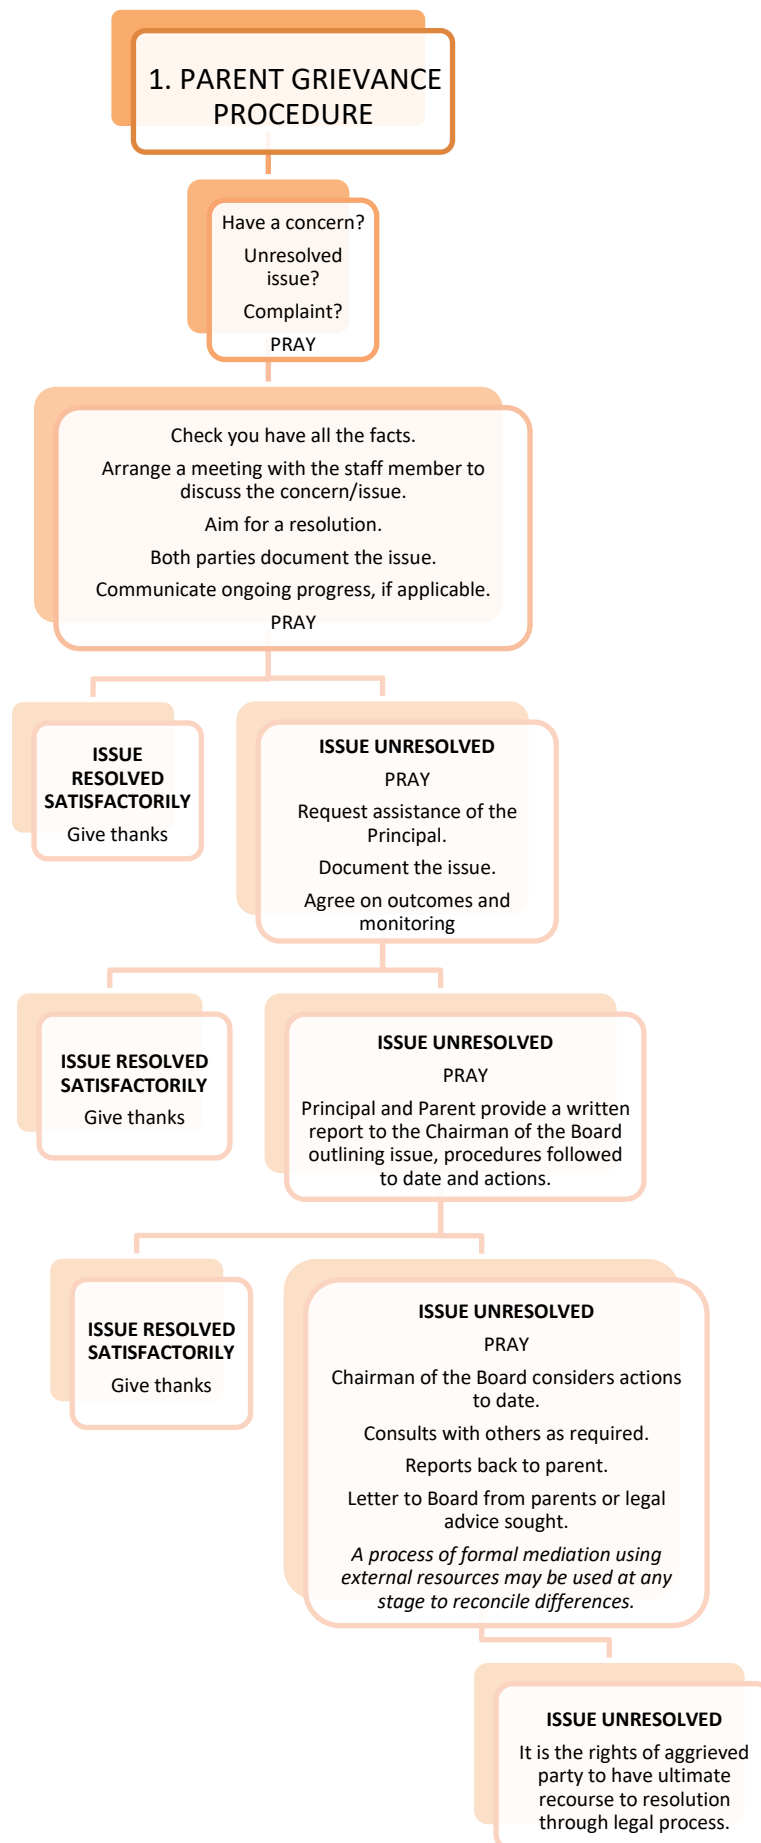 1. PARENT GRIEVANCE
PROCEDURE
Have a concern?
Unresolved
issue?
Complaint?
PRAY
Check you have all the facts.
Arrange a meeting with the staff member to
discuss the concern/issue.
Aim for a resolution.
Both parties document the issue.
Communicate ongoing progress, if applicable.
PRAY
ISSUE
RESOLVED
SATISFACTORILY
Give thanks
ISSUE UNRESOLVED
PRAY
Request assistance of the
Principal.
Document the issue.
Agree on outcomes and
monitoring
ISSUE RESOLVED
SATISFACTORILY
Give thanks
ISSUE UNRESOLVED
PRAY
Principal and Parent provide a written
report to the Chairman of the Board
outlining issue, procedures followed
to date and actions.
ISSUE RESOLVED
SATISFACTORILY
Give thanks
ISSUE UNRESOLVED
PRAY
Chairman of the Board considers actions
to date.
Consults with others as required.
Reports back to parent.
Letter to Board from parents or legal
advice sought.
A process of formal mediation using
external resources may be used at any
stage to reconcile differences.
ISSUE UNRESOLVED
It is the rights of aggrieved
party to have ultimate
recourse to resolution
through legal process.